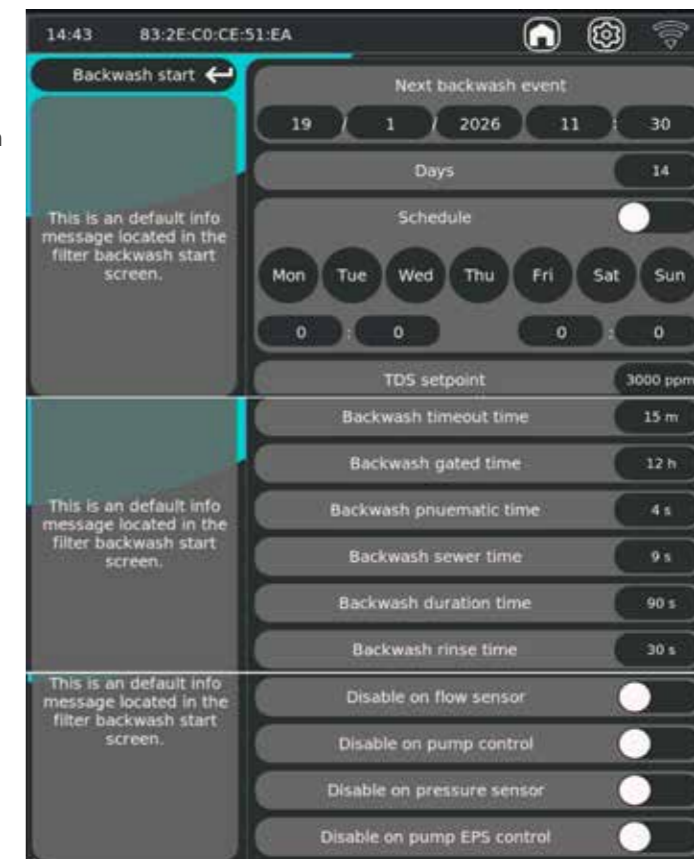 14:43 83:2E:C0:CE:51:EA
Backwash start
This is an default info
message located in the
filter backwash start
screen.
Next backwash event
19 / 1 / 2026 11 : 30
Days 14
Schedule
Mon Tue Wed Thu Fri Sat Sun
0 : 0 0 : 0
TDS setpoint 3000 ppm
This is an default info
message located in the
filter backwash start
screen.
Backwash timeout time 15 m
Backwash gated time 12 h
Backwash pnuematic time 4 s
Backwash sewer time 9 s
Backwash duration time 90 s
Backwash rinse time 30 s
This is an default info
message located in the
filter backwash start
screen.
Disable on flow sensor
Disable on pump control
Disable on pressure sensor
Disable on pump EPS control